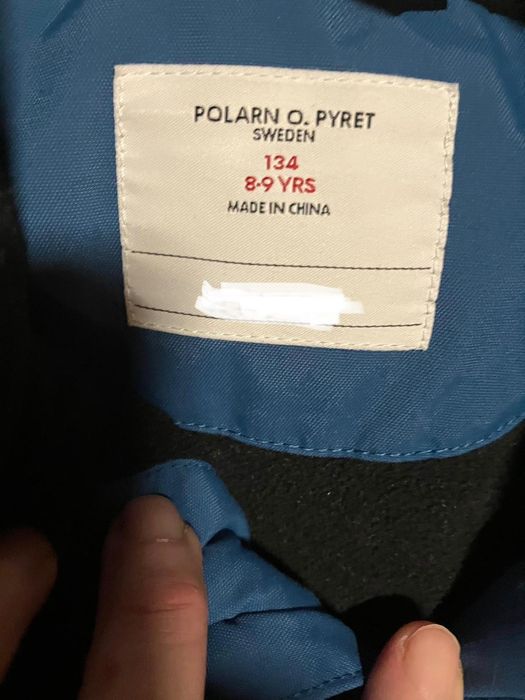 POLARN O. PYRET
SWEDEN
134
8-9 YRS
MADE IN CHINA